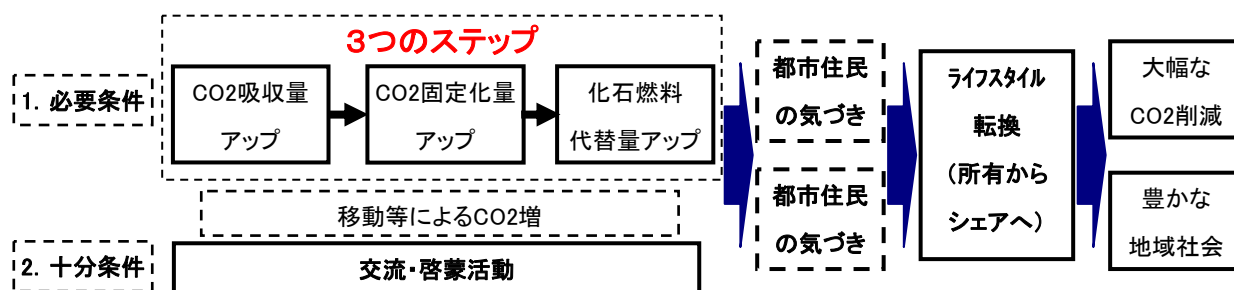 3つのステップ
1. 必要条件
CO2吸収量
アップ
CO2固定化量
アップ
化石燃料
代替量アップ
移動等によるCO2増
2. 十分条件
交流・啓蒙活動
都市住民
の気づき
都市住民
の気づき
ライフスタイル
転換
(所有から
シェアへ)
大幅な
CO2削減
豊かな
地域社会